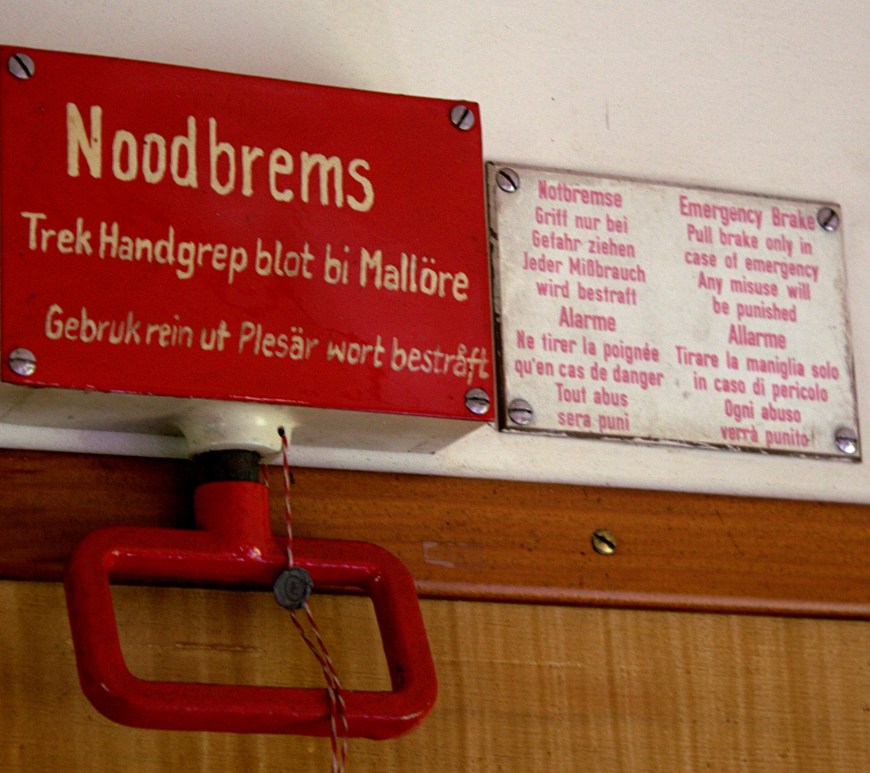 Noodbrems
Trek Handgrep blot bi Mallöre
Gebruk rein ut Plesär wort bestråft
Notbremse
Griff nur bei
Gefahr ziehen
Jeder Mißbrauch
wird bestraft
Alarme
Ne tirer la poignée
qu'en cas de danger
Tout abus
sera puni
Emergency Brake
Pull brake only in
case of emergency
Any misuse will
be punished
Allarme
Tirare la maniglia solo
in caso di pericolo
Ogni abuso
verrà punito